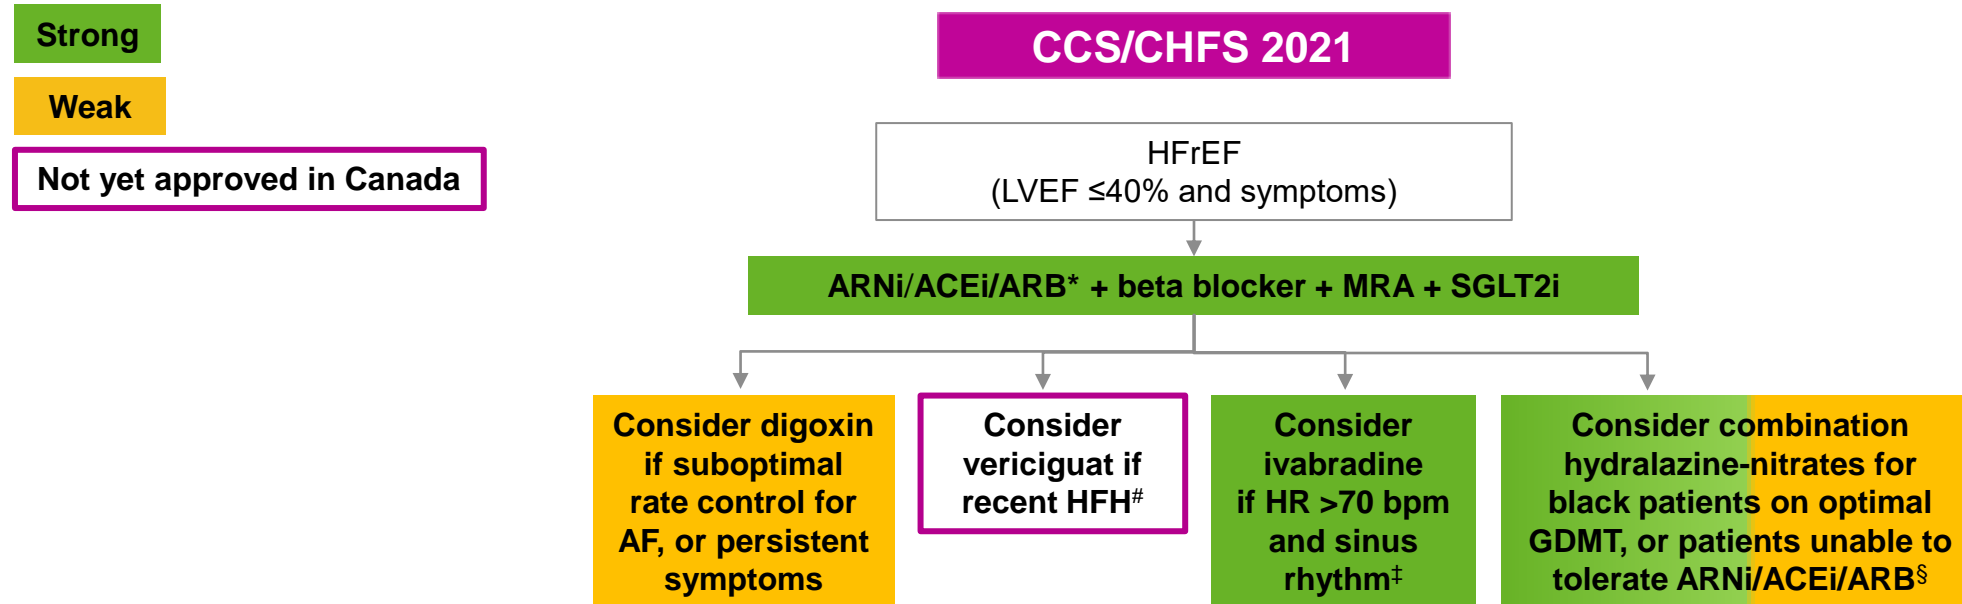 Strong
Weak
Not yet approved in Canada
CCS/CHFS 2021
HFrEF
(LVEF ≤40% and symptoms)
ARNi/ACEi/ARB* + beta blocker + MRA + SGLT2i
Consider digoxin
if suboptimal
rate control for
AF, or persistent
symptoms
Consider
vericiguat if
recent HFH#
Consider
ivabradine
if HR >70 bpm
and sinus
rhythm‡
Consider combination
hydralazine-nitrates for
black patients on optimal
GDMT, or patients unable to
tolerate ARNi/ACEi/ARB§